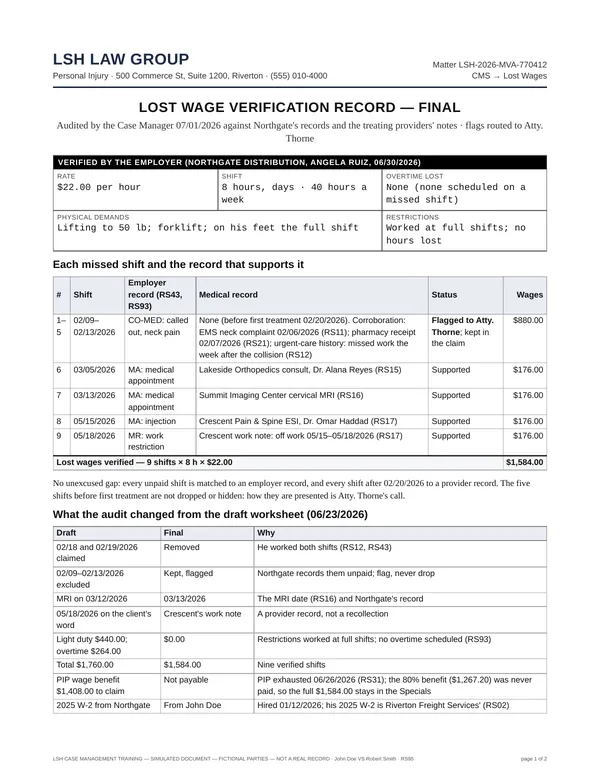 LSH LAW GROUP
Personal Injury · 500 Commerce St, Suite 1200, Riverton · (555) 010-4000
Matter LSH-2026-MVA-770412
CMS → Lost Wages
LOST WAGE VERIFICATION RECORD — FINAL
Audited by the Case Manager 07/01/2026 against Northgate's records and the treating providers' notes · flags routed to Atty.
Thorne
VERIFIED BY THE EMPLOYER (NORTHGATE DISTRIBUTION, ANGELA RUIZ, 06/30/2026)
RATE
$22.00 per hour
SHIFT
8 hours, days · 40 hours a
week
OVERTIME LOST
None (none scheduled on a
missed shift)
PHYSICAL DEMANDS
Lifting to 50 lb; forklift; on his feet the full shift
RESTRICTIONS
Worked at full shifts; no
hours lost
Each missed shift and the record that supports it
# Shift Employer record (RS43, RS93) Medical record Status Wages
1–5 02/09–02/13/2026 CO-MED: called out, neck pain None (before first treatment 02/20/2026). Corroboration: EMS neck complaint 02/06/2026 (RS11); pharmacy receipt 02/07/2026 (RS21); urgent-care history: missed work the week after the collision (RS12) Flagged to Atty. Thorne; kept in the claim $880.00
6 03/05/2026 MA: medical appointment Lakeside Orthopedics consult, Dr. Alana Reyes (RS15) Supported $176.00
7 03/13/2026 MA: medical appointment Summit Imaging Center cervical MRI (RS16) Supported $176.00
8 05/15/2026 MA: injection Crescent Pain & Spine ESI, Dr. Omar Haddad (RS17) Supported $176.00
9 05/18/2026 MR: work restriction Crescent work note: off work 05/15–05/18/2026 (RS17) Supported $176.00
Lost wages verified — 9 shifts × 8 h × $22.00 $1,584.00
No unexcused gap: every unpaid shift is matched to an employer record, and every shift after 02/20/2026 to a provider record. The five
shifts before first treatment are not dropped or hidden: how they are presented is Atty. Thorne's call.
What the audit changed from the draft worksheet (06/23/2026)
Draft Final Why
02/18 and 02/19/2026 claimed Removed He worked both shifts (RS12, RS43)
02/09–02/13/2026 excluded Kept, flagged Northgate records them unpaid; flag, never drop
MRI on 03/12/2026 03/13/2026 The MRI date (RS16) and Northgate's record
05/18/2026 on the client's word Crescent's work note A provider record, not a recollection
Light duty $440.00; overtime $264.00 $0.00 Restrictions worked at full shifts; no overtime scheduled (RS93)
Total $1,760.00 $1,584.00 Nine verified shifts
PIP wage benefit $1,408.00 to claim Not payable PIP exhausted 06/26/2026 (RS31); the 80% benefit ($1,267.20) was never paid, so the full $1,584.00 stays in the Specials
2025 W-2 from Northgate From John Doe Hired 01/12/2026; his 2025 W-2 is Riverton Freight Services' (RS02)
LSH CASE MANAGEMENT TRAINING — SIMULATED DOCUMENT — FICTIONAL PARTIES — NOT A REAL RECORD · John Doe VS Robert Smith · RS95
page 1 of 2